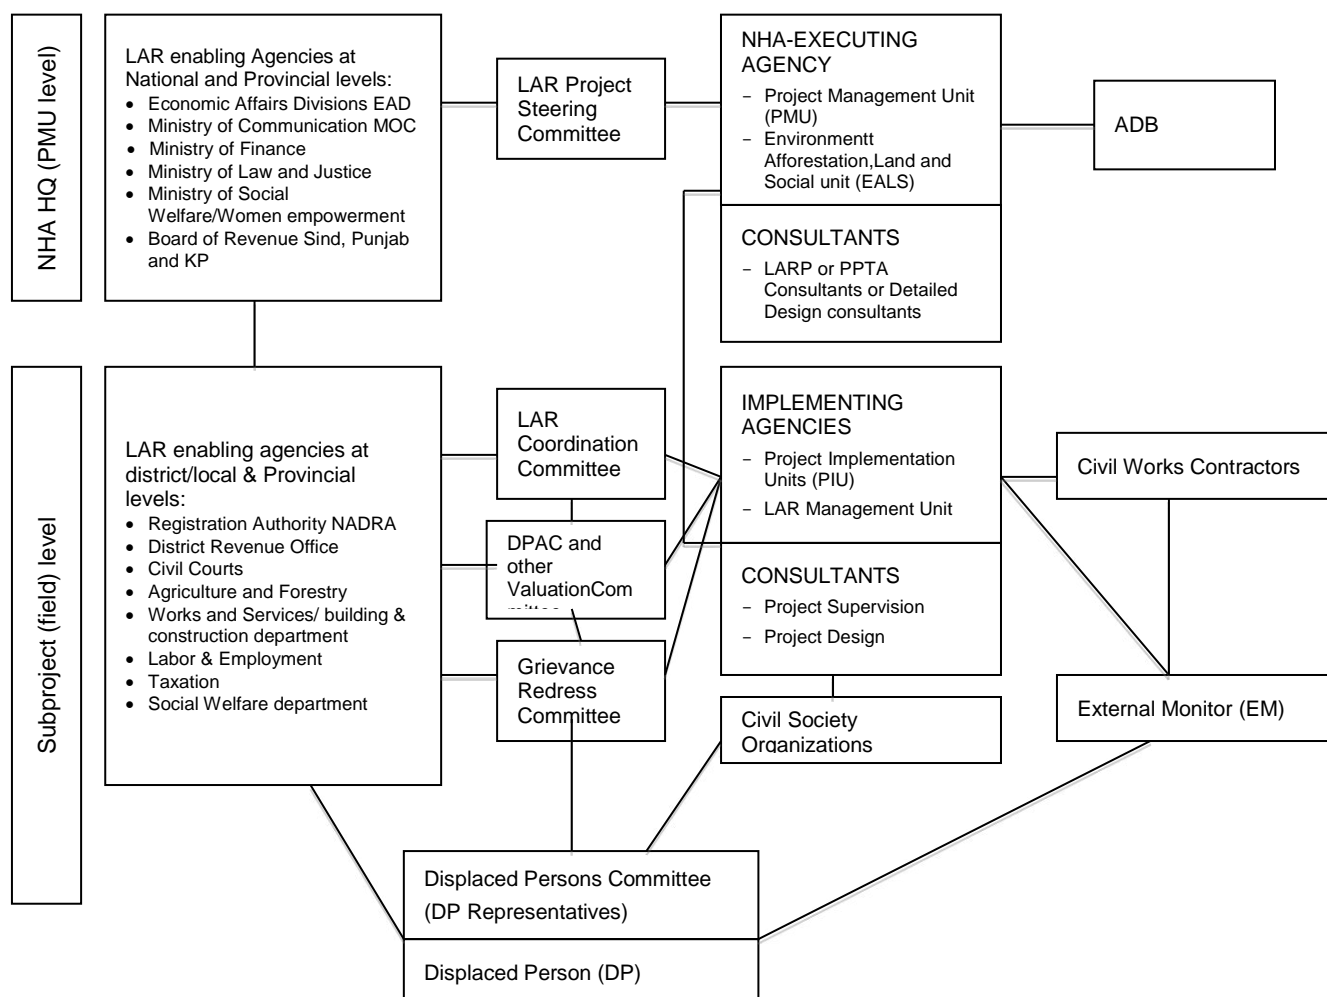 NHA HQ (PMU level)
LAR enabling Agencies at
National and Provincial levels:
• Economic Affairs Divisions EAD
• Ministry of Communication MOC
• Ministry of Finance
• Ministry of Law and Justice
• Ministry of Social
Welfare/Women empowerment
• Board of Revenue Sind, Punjab
and KP
LAR Project
Steering
Committee
NHA-EXECUTING
AGENCY
- Project Management Unit
(PMU)
- Environmentt
Afforestation,Land and
Social unit (EALS)
CONSULTANTS
- LARP or PPTA
Consultants or Detailed
Design consultants
ADB
Subproject (field) level
LAR enabling agencies at
district/local & Provincial
levels:
• Registration Authority NADRA
• District Revenue Office
• Civil Courts
• Agriculture and Forestry
• Works and Services/ building &
construction department
• Labor & Employment
• Taxation
• Social Welfare department
LAR
Coordination
Committee
DPAC and
other
ValuationCom
Grievance
Redress
Committee
IMPLEMENTING
AGENCIES
- Project Implementation
Units (PIU)
- LAR Management Unit
CONSULTANTS
- Project Supervision
- Project Design
Civil Society
Organizations
Civil Works Contractors
External Monitor (EM)
Displaced Persons Committee
(DP Representatives)
Displaced Person (DP)